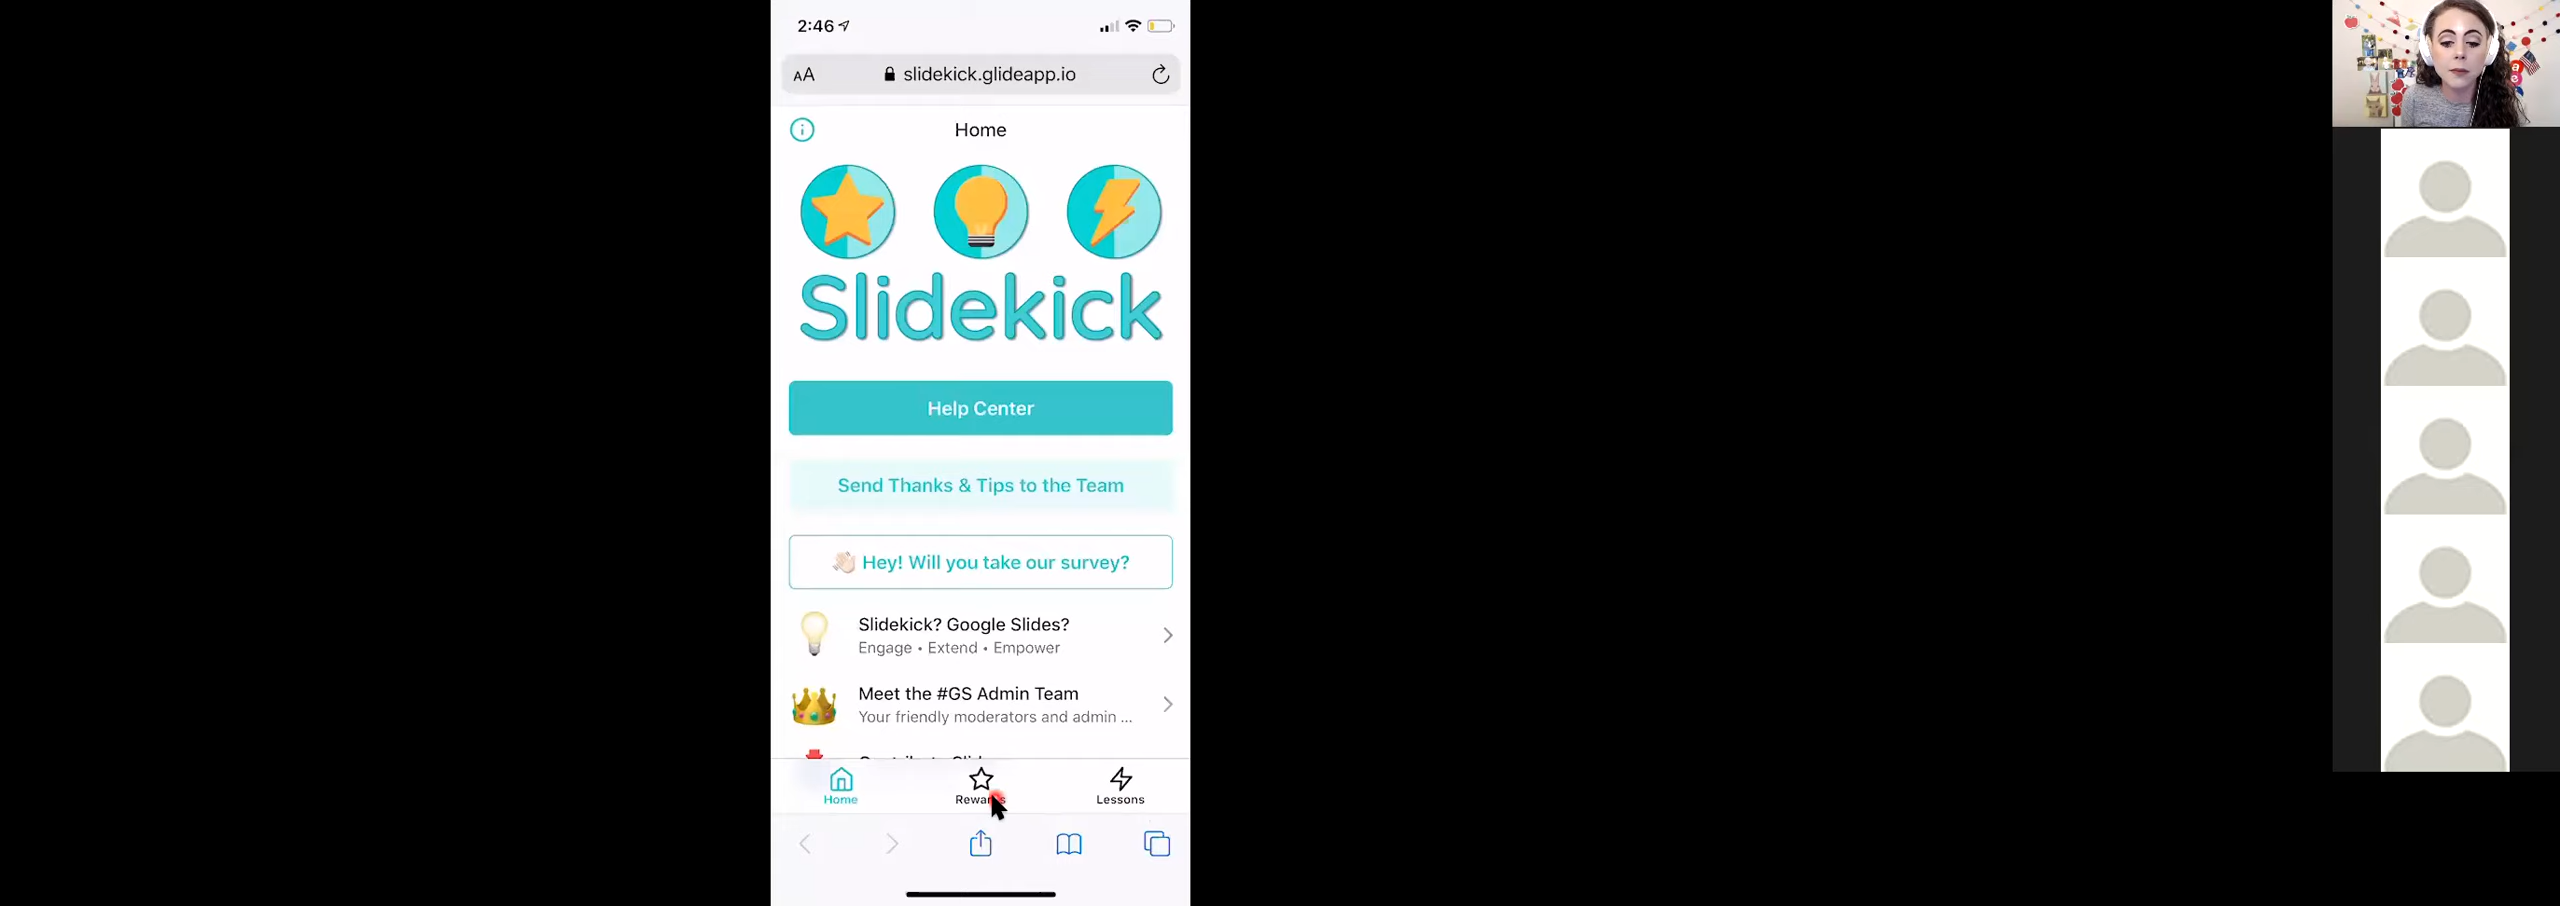 2:46
AA slidekick.glideapp.io
Home
Slidekick
Help Center
Send Thanks & Tips to the Team
Hey! Will you take our survey?
Slidekick? Google Slides?
Engage • Extend • Empower
Meet the #GS Admin Team
Your friendly moderators and admin ...
Home Rewards Lessons